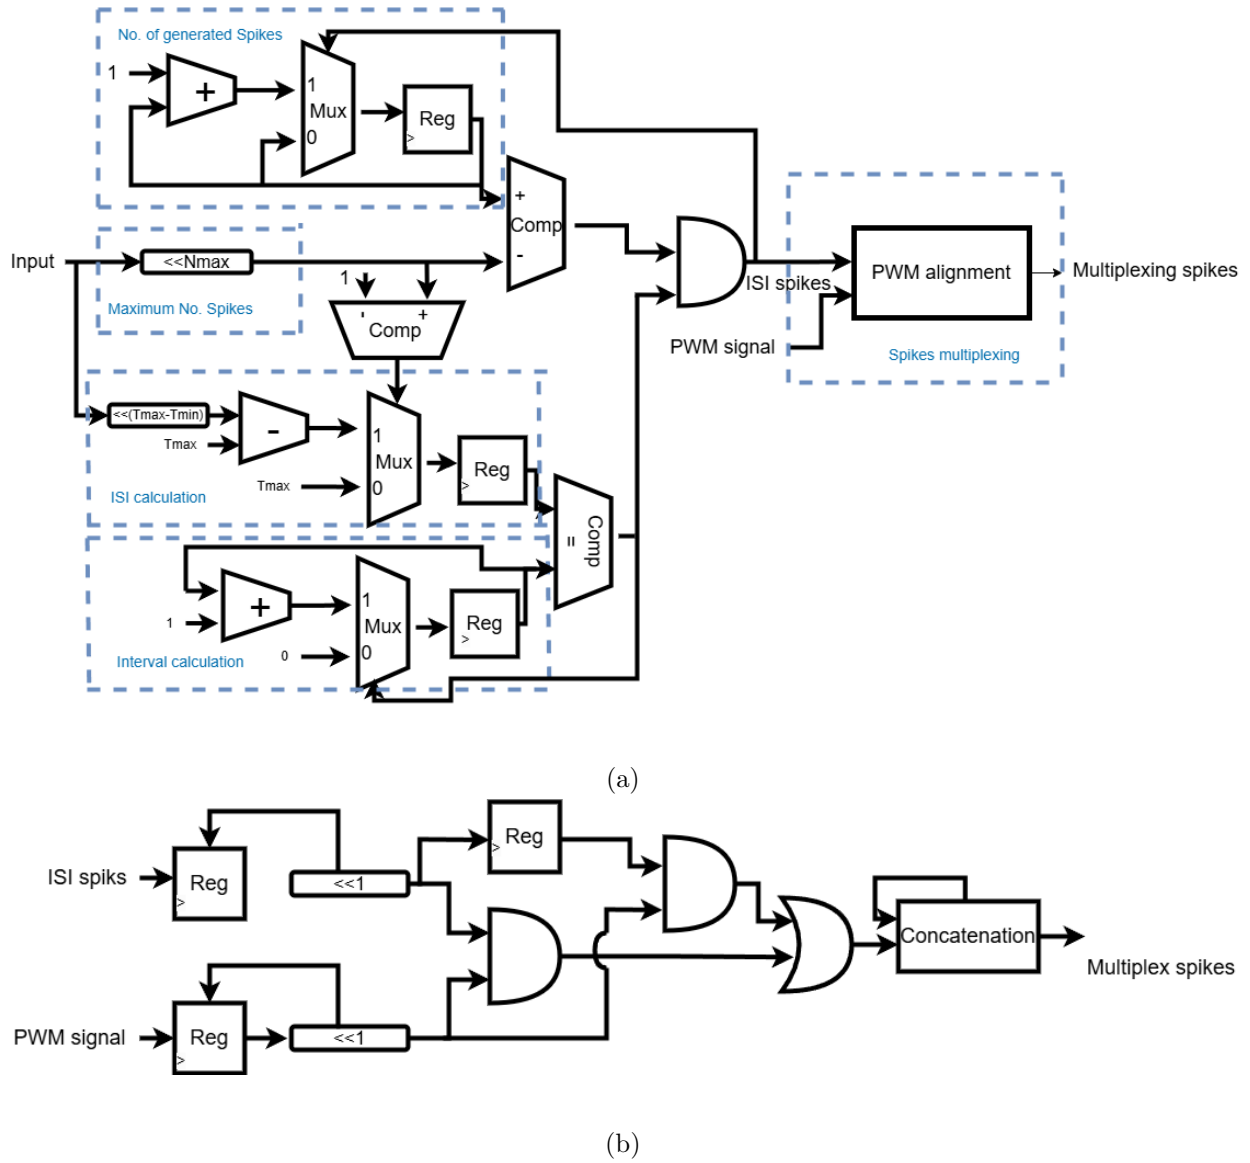 No. of generated Spikes
1
+
1
Mux
0
Reg
>
+
Comp
-
Input
<<Nmax
Maximum No. Spikes
1
-
+
Comp
ISI spikes
PWM alignment
Multiplexing spikes
PWM signal
Spikes multiplexing
<<(Tmax-Tmin)
Tmax
-
1
Mux
0
Tmax
Reg
>
ISI calculation
=
Comp
+
1
1
Mux
0
0
Reg
>
Interval calculation
(a)
Reg
>
ISI spiks
Reg
>
<<1
Concatenation
Multiplex spikes
PWM signal
Reg
>
<<1
(b)